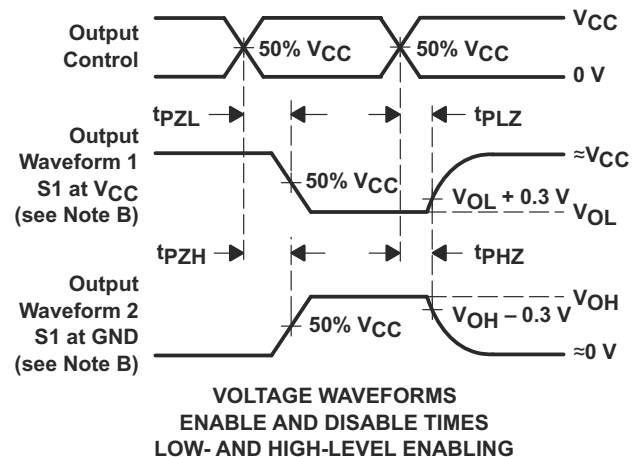 Output
Control
50% VCC
50% VCC
VCC
0 V
tPZL
tPLZ
Output
Waveform 1
S1 at VCC
(see Note B)
50% VCC
≈VCC
VOL + 0.3 V
VOL
tPZH
tPHZ
Output
Waveform 2
S1 at GND
(see Note B)
50% VCC
VOH
VOH – 0.3 V
≈0 V
VOLTAGE WAVEFORMS
ENABLE AND DISABLE TIMES
LOW- AND HIGH-LEVEL ENABLING